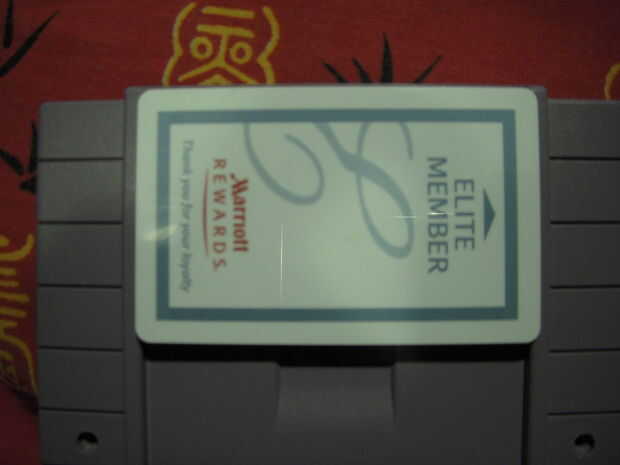 ELITE
MEMBER
Marriott
REWARDS.
Thank you for your loyalty